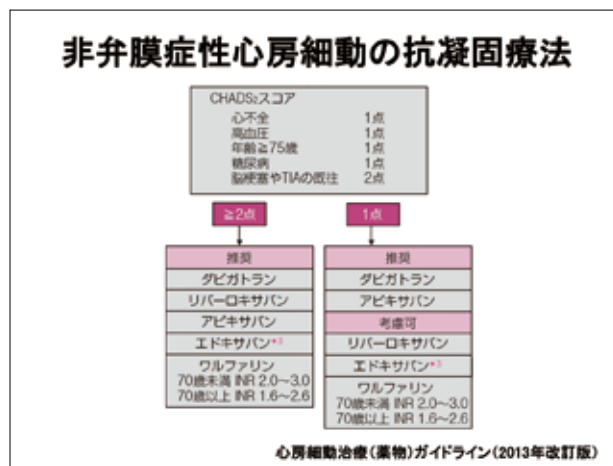 非弁膜症性心房細動の抗凝固療法
CHADS₂スコア
心不全 1点
高血圧 1点
年齢≧75歳 1点
糖尿病 1点
脳梗塞やTIAの既往 2点
≧2点
推奨
ダビガトラン
リバーロキサバン
アピキサバン
エドキサバン*3
ワルファリン
70歳未満 INR 2.0～3.0
70歳以上 INR 1.6～2.6
1点
推奨
ダビガトラン
アピキサバン
考慮可
リバーロキサバン
エドキサバン*3
ワルファリン
70歳未満 INR 2.0～3.0
70歳以上 INR 1.6～2.6
心房細動治療(薬物)ガイドライン(2013年改訂版)